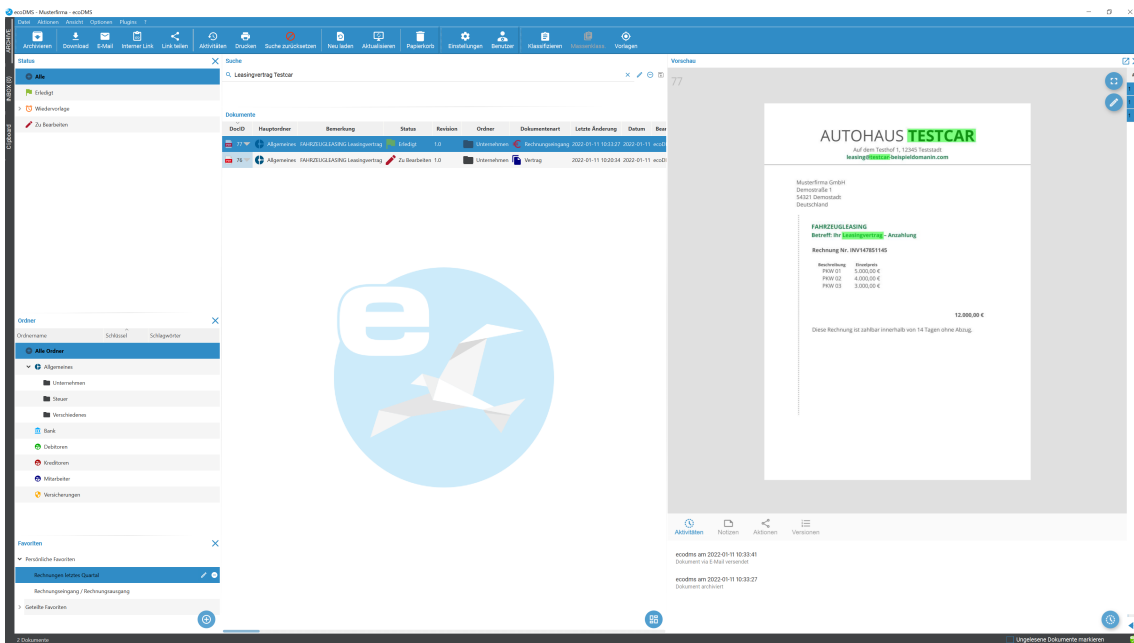 ecoDMS - Musterfirma - ecoDMS
Datei Aktionen Ansicht Optionen Plugins ?
Archivieren Download E-Mail Interner Link Link teilen Aktivitäten Drucken Suche zurücksetzen Neu laden Aktualisieren Papierkorb Einstellungen Benutzer Klassifizieren Vorlagen
ARCHIVE
INBOX (0)
Clipboard
Status
Alle
Erledigt
Wiedervorlage
Zu Bearbeiten
Ordner
Ordnername Schlüssel Schlagwörter
Alle Ordner
Allgemeines
Unternehmen
Steuer
Verschiedenes
Bank
Debitoren
Kreditoren
Mitarbeiter
Versicherungen
Favoriten
Persönliche Favoriten
Rechnungen letztes Quartal
Rechnungseingang / Rechnungsausgang
Geteilte Favoriten
Suche
Leasingvertrag Testcar
Dokumente
DocID Hauptordner Bemerkung Status Revision Ordner Dokumentenart Letzte Änderung Datum Bear
77 Allgemeines FAHRZEUGLEASING Leasingvertrag Erledigt 1.0 Unternehmen Rechnungseingang 2022-01-11 10:33:27 2022-01-11 ecoD
76 Allgemeines FAHRZEUGLEASING Leasingvertrag Zu Bearbeiten 1.0 Unternehmen Vertrag 2022-01-11 10:20:34 2022-01-11 ecoD
e
Vorschau
77
AUTOHAUS TESTCAR
Auf dem Testhof 1, 12345 Teststadt
leasing@testcar-beispieldomanin.com
Musterfirma GmbH
Demostraße 1
54321 Demostadt
Deutschland
FAHRZEUGLEASING
Betreff: Ihr Leasingvertrag – Anzahlung
Rechnung Nr. INV147851145
Beschreibung Einzelpreis
PKW 01 5.000,00 €
PKW 02 4.000,00 €
PKW 03 3.000,00 €
12.000,00 €
Diese Rechnung ist zahlbar innerhalb von 14 Tagen ohne Abzug.
Aktivitäten Notizen Aktionen Versionen
ecodms am 2022-01-11 10:33:41
Dokument via E-Mail versendet
ecodms am 2022-01-11 10:33:27
Dokument archiviert
2 Dokumente
Ungelesene Dokumente markieren